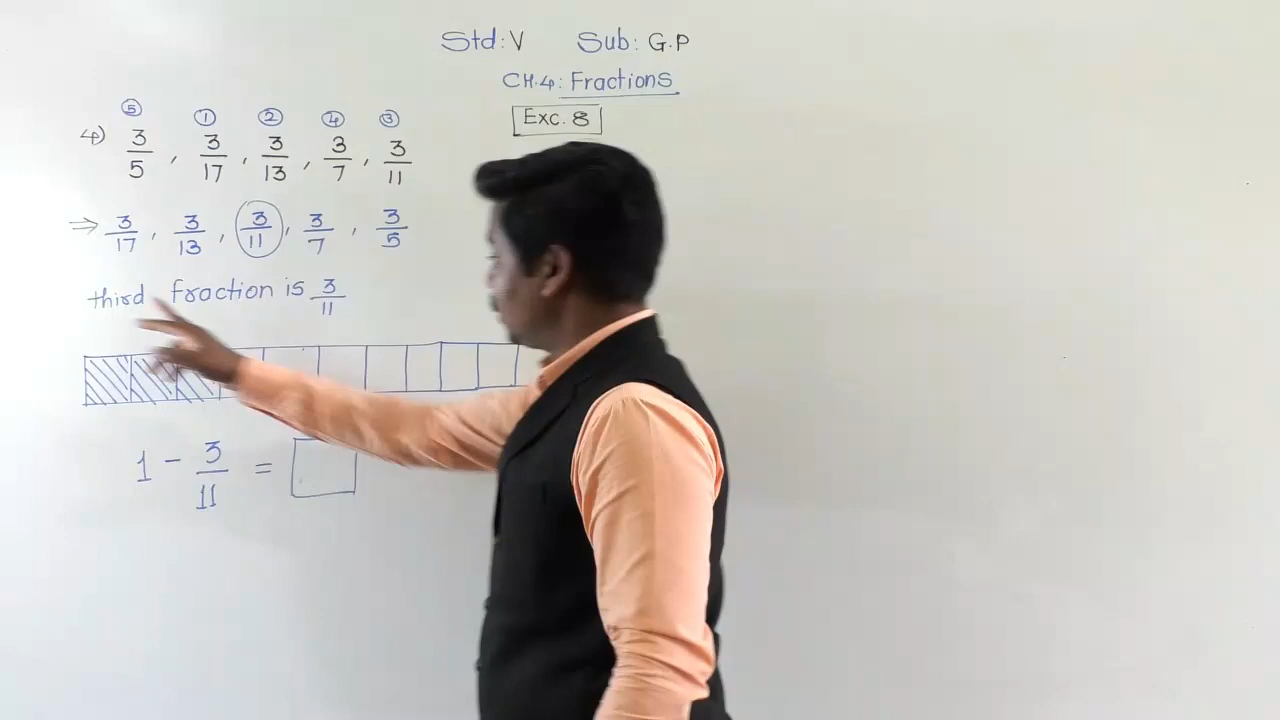 Std: V Sub: G.P
CH.4: Fractions
Exc. 8
⑤ ① ② ④ ③
4) 3/5 , 3/17 , 3/13 , 3/7 , 3/11
⇒ 3/17 , 3/13 , 3/11 , 3/7 , 3/5
third fraction is 3/11
1 - 3/11 =